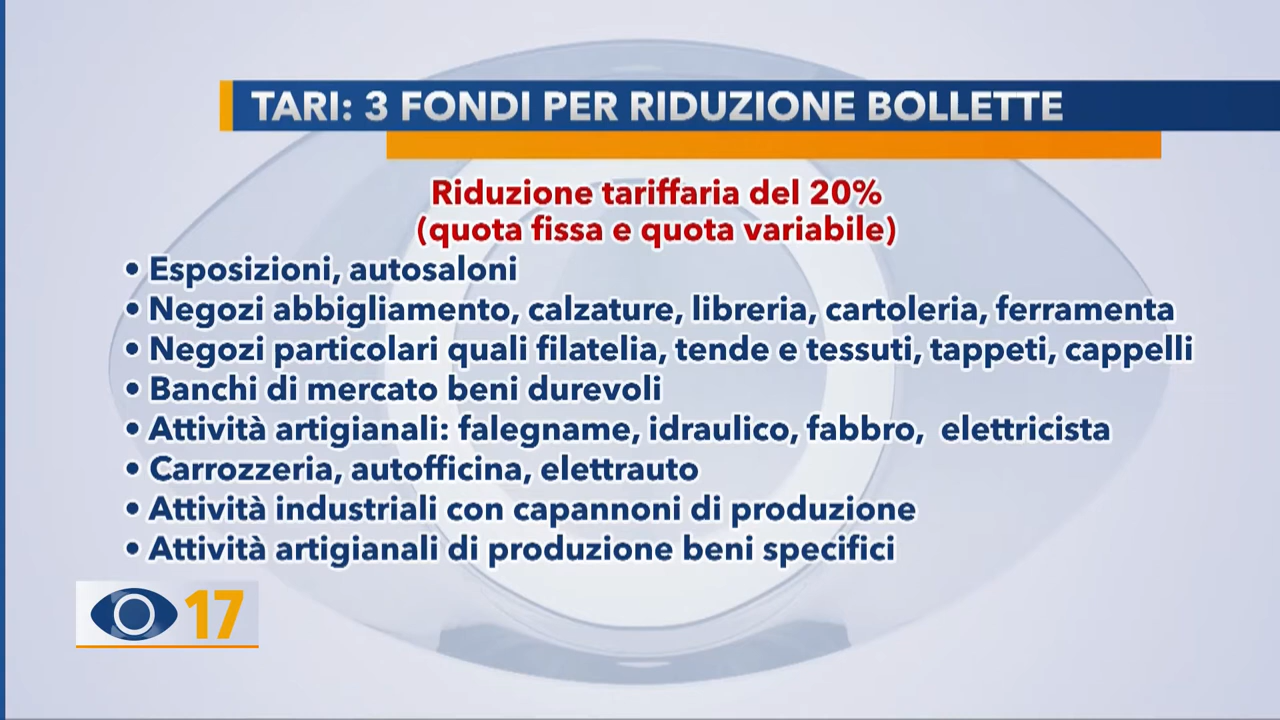 TARI: 3 FONDI PER RIDUZIONE BOLLETTE
Riduzione tariffaria del 20%
(quota fissa e quota variabile)
• Esposizioni, autosaloni
• Negozi abbigliamento, calzature, libreria, cartoleria, ferramenta
• Negozi particolari quali filatelia, tende e tessuti, tappeti, cappelli
• Banchi di mercato beni durevoli
• Attività artigianali: falegname, idraulico, fabbro,  elettricista
• Carrozzeria, autofficina, elettrauto
• Attività industriali con capannoni di produzione
• Attività artigianali di produzione beni specifici
17